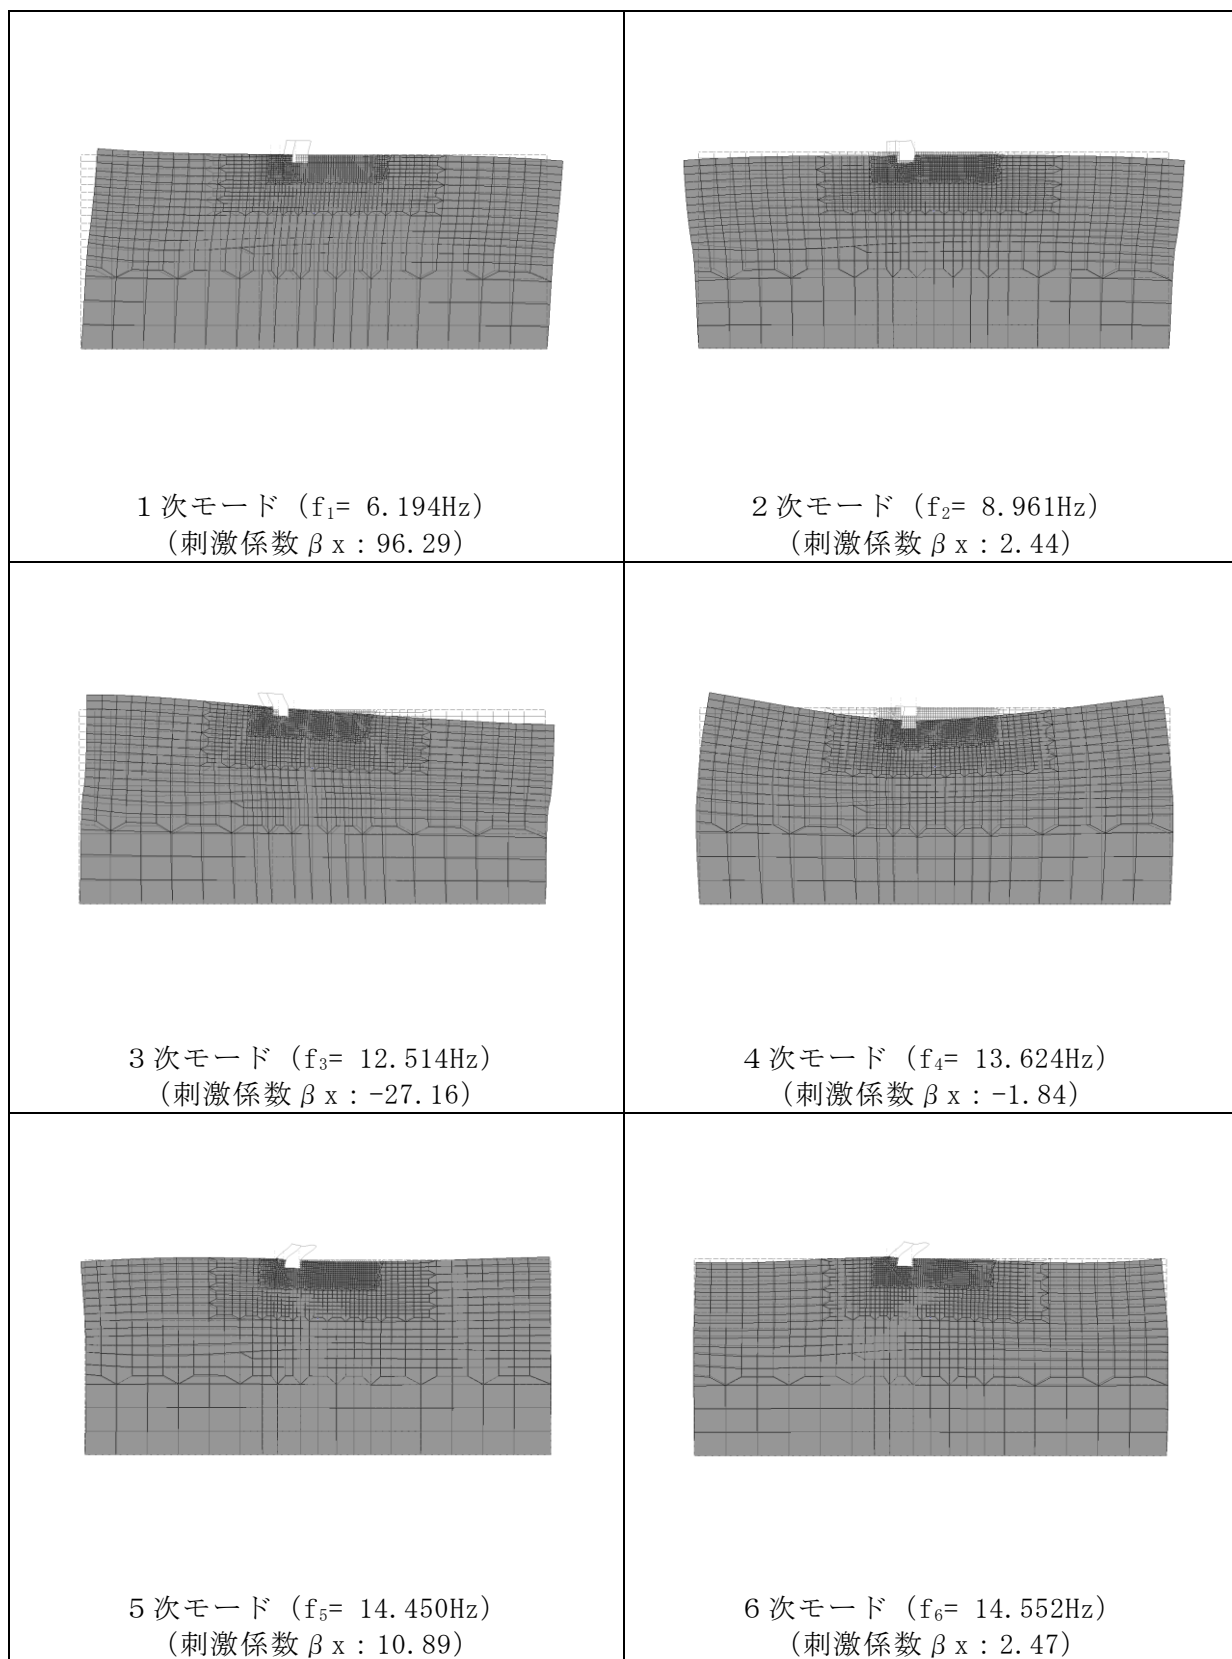 1次モード（f₁= 6.194Hz）
（刺激係数βx：96.29）
2次モード（f₂= 8.961Hz）
（刺激係数βx：2.44）
3次モード（f₃= 12.514Hz）
（刺激係数βx：-27.16）
4次モード（f₄= 13.624Hz）
（刺激係数βx：-1.84）
5次モード（f₅= 14.450Hz）
（刺激係数βx：10.89）
6次モード（f₆= 14.552Hz）
（刺激係数βx：2.47）